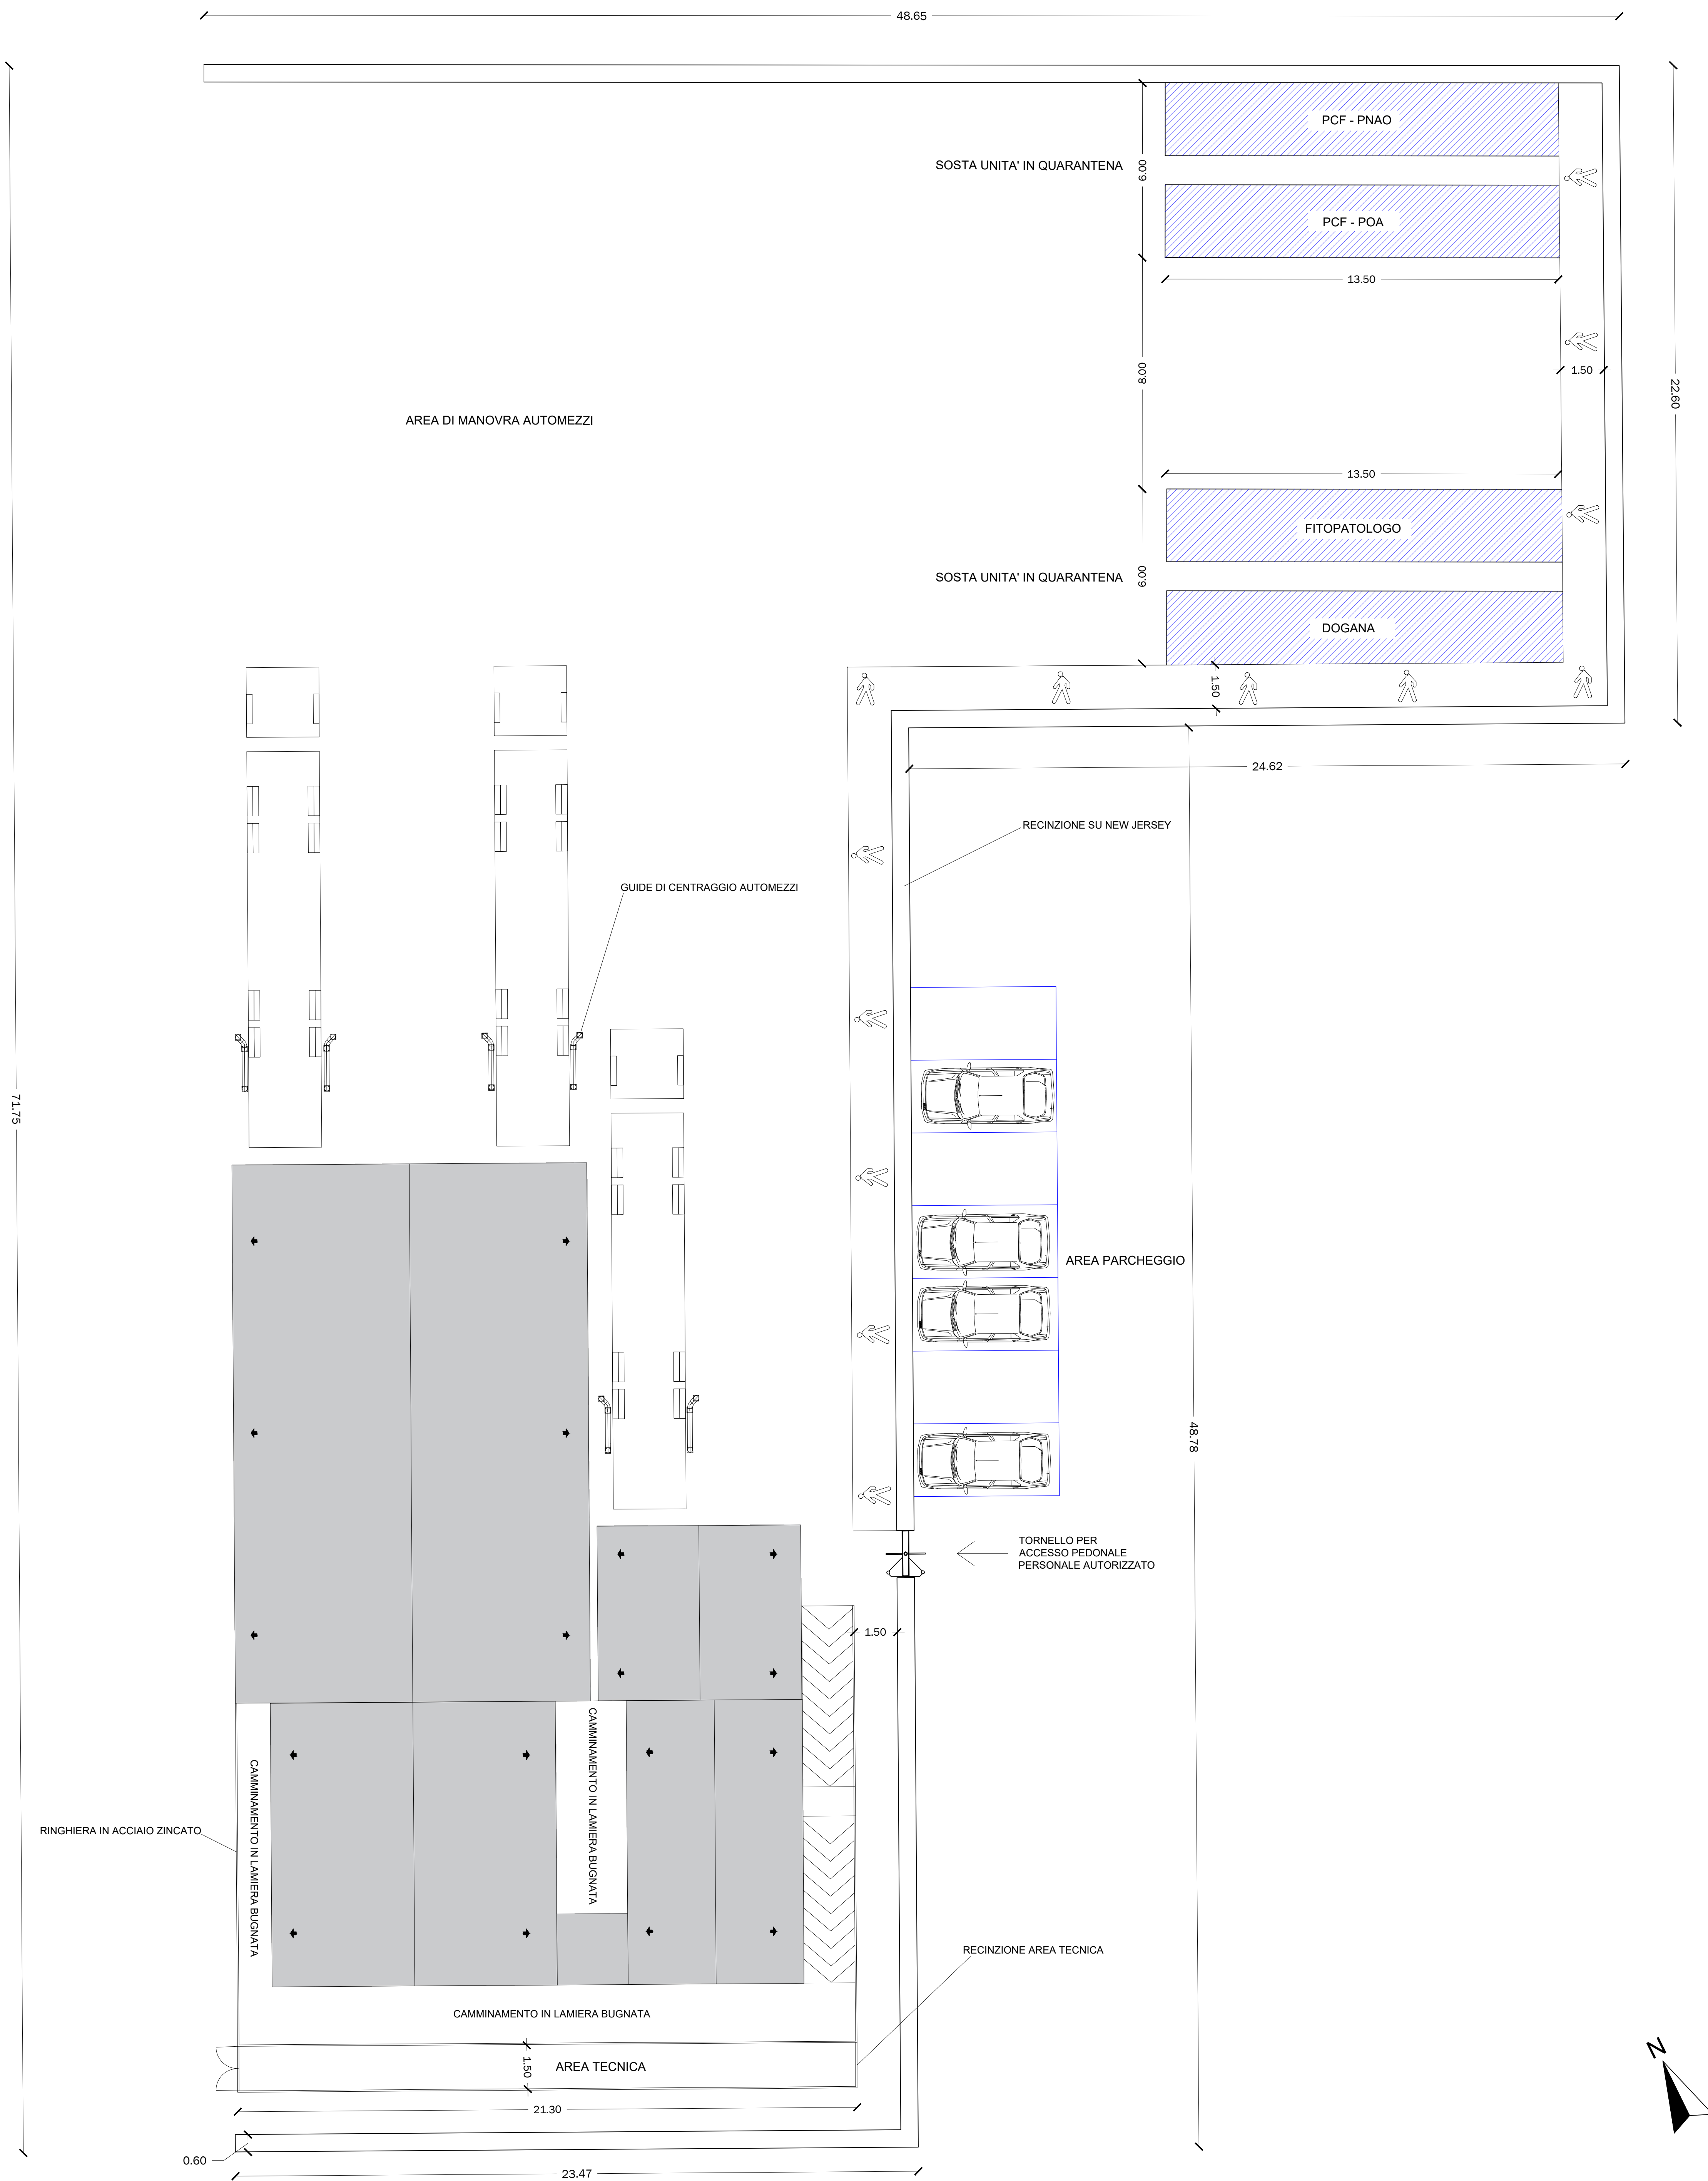 48.65
PCF - PNAO
SOSTA UNITA' IN QUARANTENA
6.00
PCF - POA
13.50
8.00
1.50
22.60
AREA DI MANOVRA AUTOMEZZI
13.50
FITOPATOLOGO
SOSTA UNITA' IN QUARANTENA
6.00
DOGANA
1.50
24.62
RECINZIONE SU NEW JERSEY
GUIDE DI CENTRAGGIO AUTOMEZZI
71.75
AREA PARCHEGGIO
48.78
TORNELLO PER
ACCESSO PEDONALE
PERSONALE AUTORIZZATO
1.50
CAMMINAMENTO IN LAMIERA BUGNATA
CAMMINAMENTO IN LAMIERA BUGNATA
RINGHIERA IN ACCIAIO ZINCATO
RECINZIONE AREA TECNICA
CAMMINAMENTO IN LAMIERA BUGNATA
1.50
AREA TECNICA
N
21.30
0.60
23.47